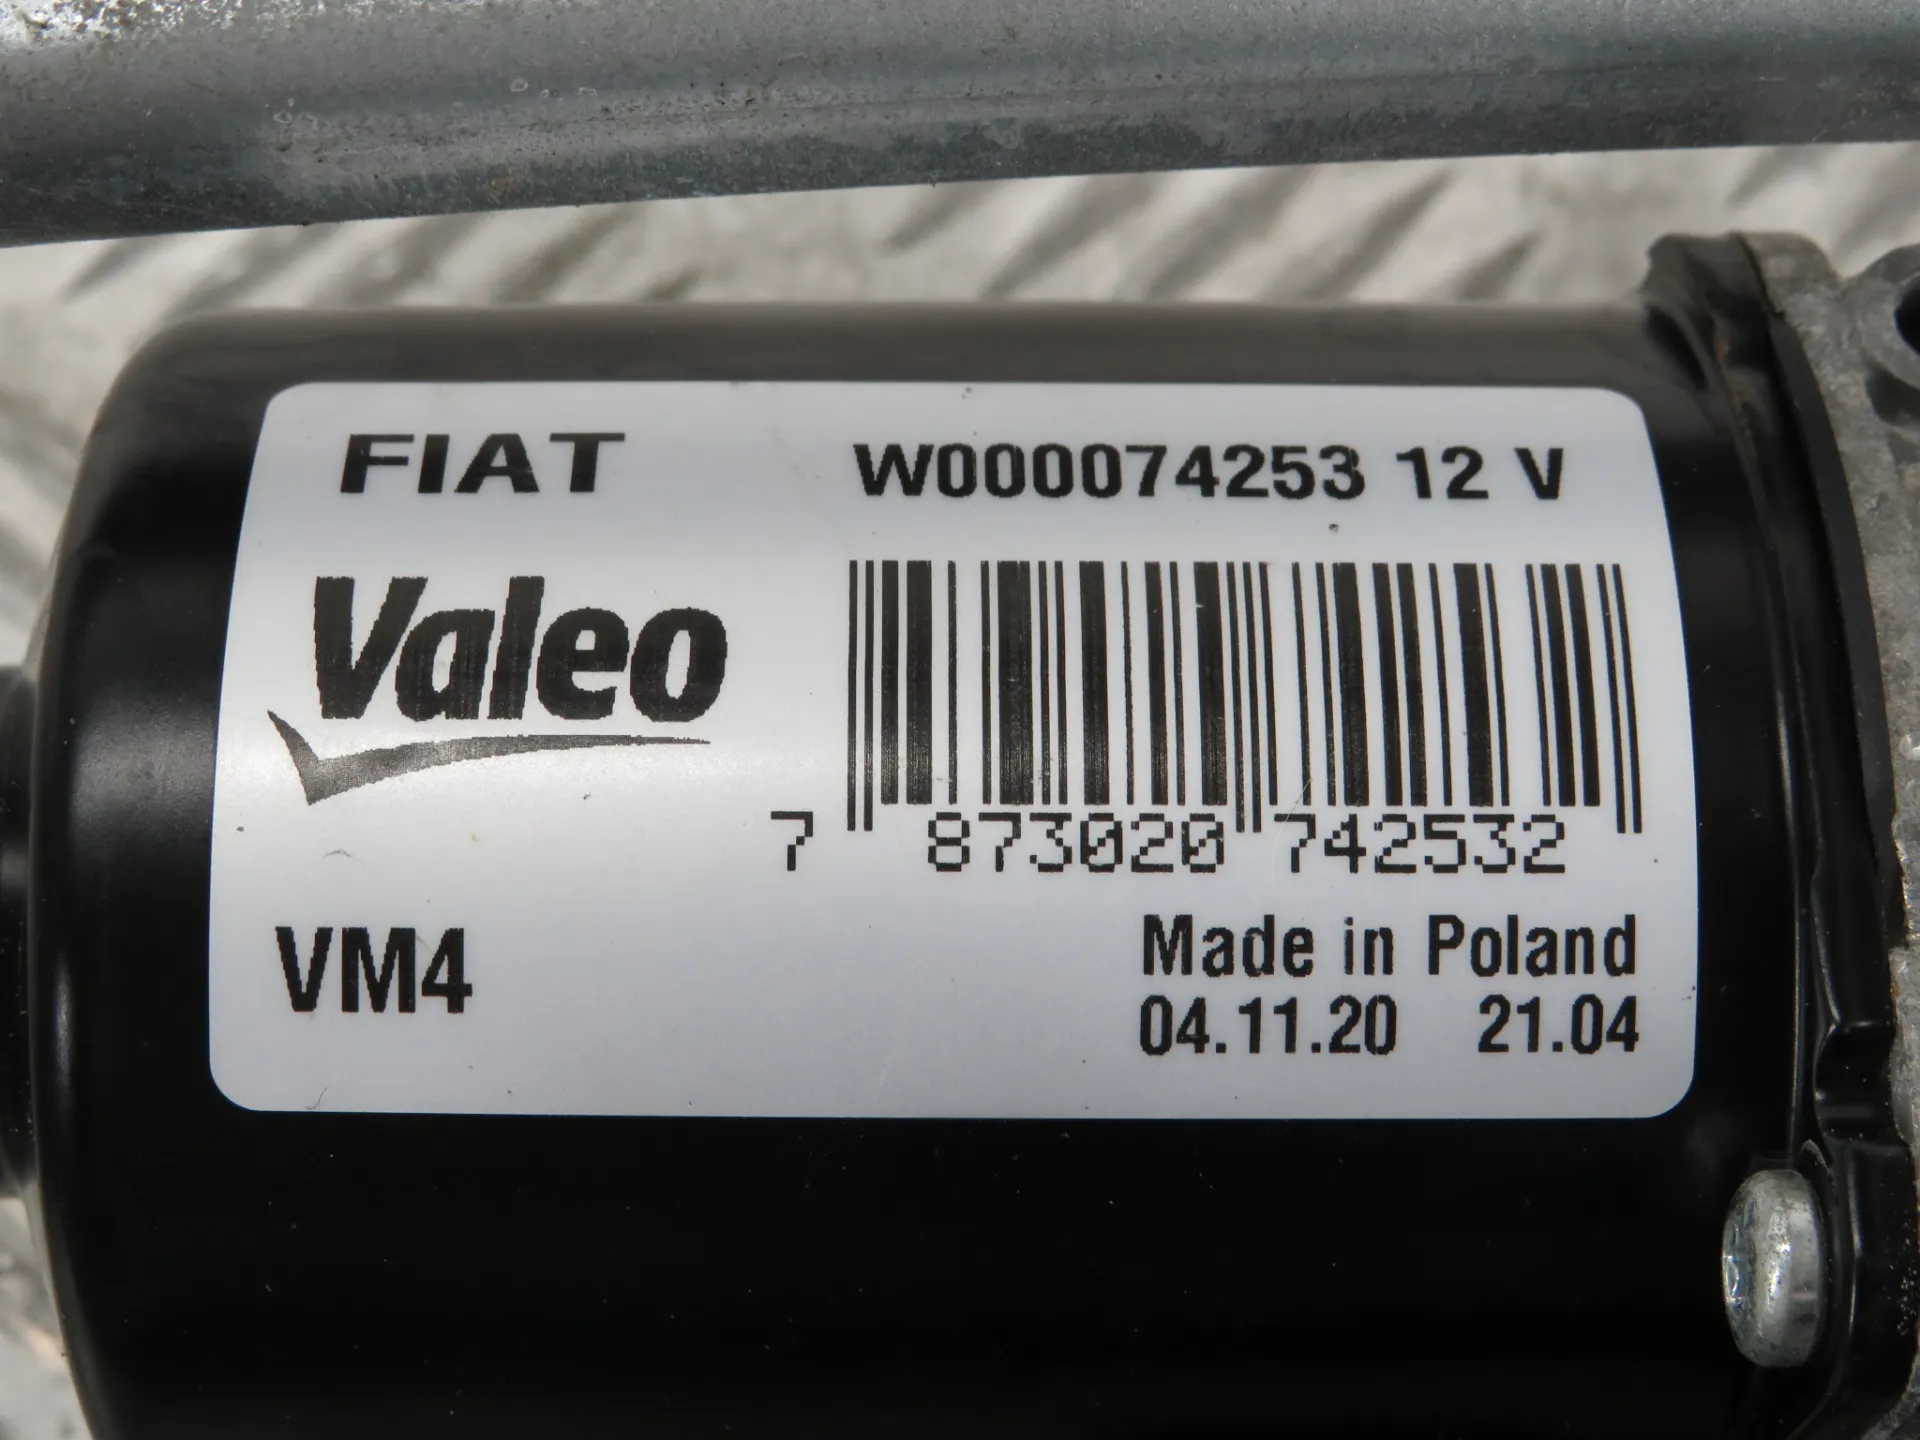 FIAT W000074253 12 V
Valeo
7 873020 742532
VM4
Made in Poland
04.11.20 21.04